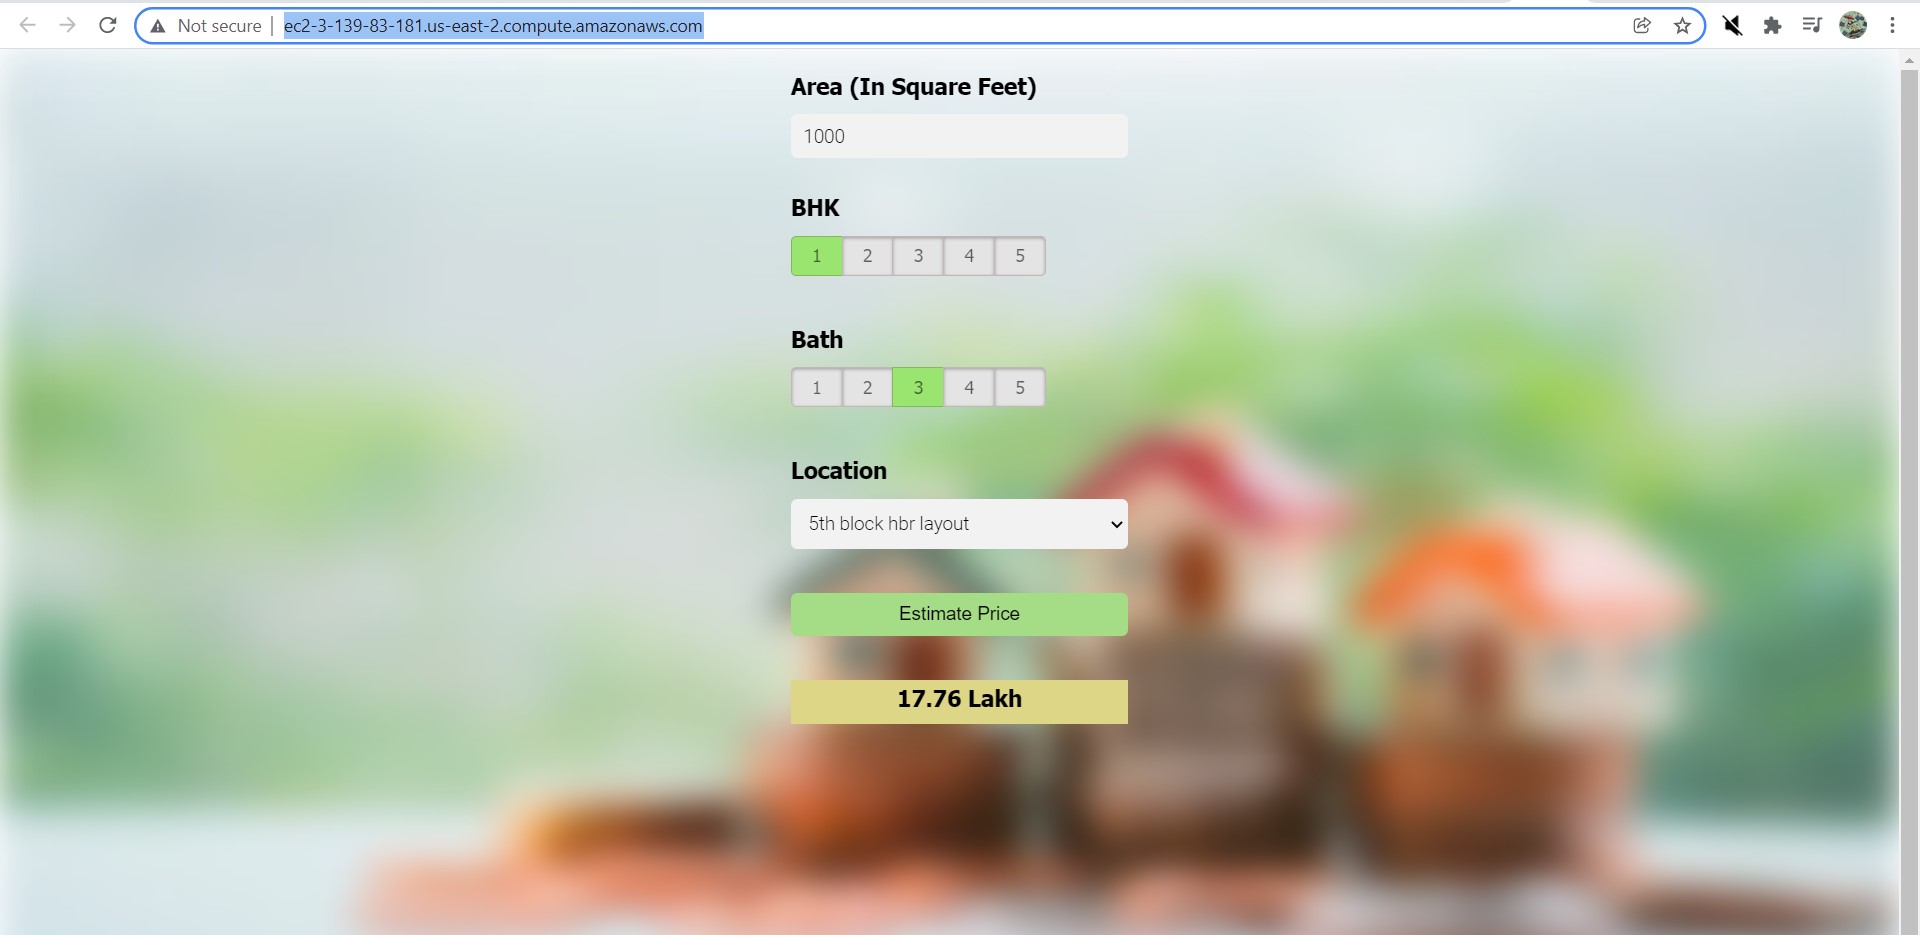 Not secure | ec2-3-139-83-181.us-east-2.compute.amazonaws.com
Area (In Square Feet)
1000
BHK
1 2 3 4 5
Bath
1 2 3 4 5
Location
5th block hbr layout
Estimate Price
17.76 Lakh